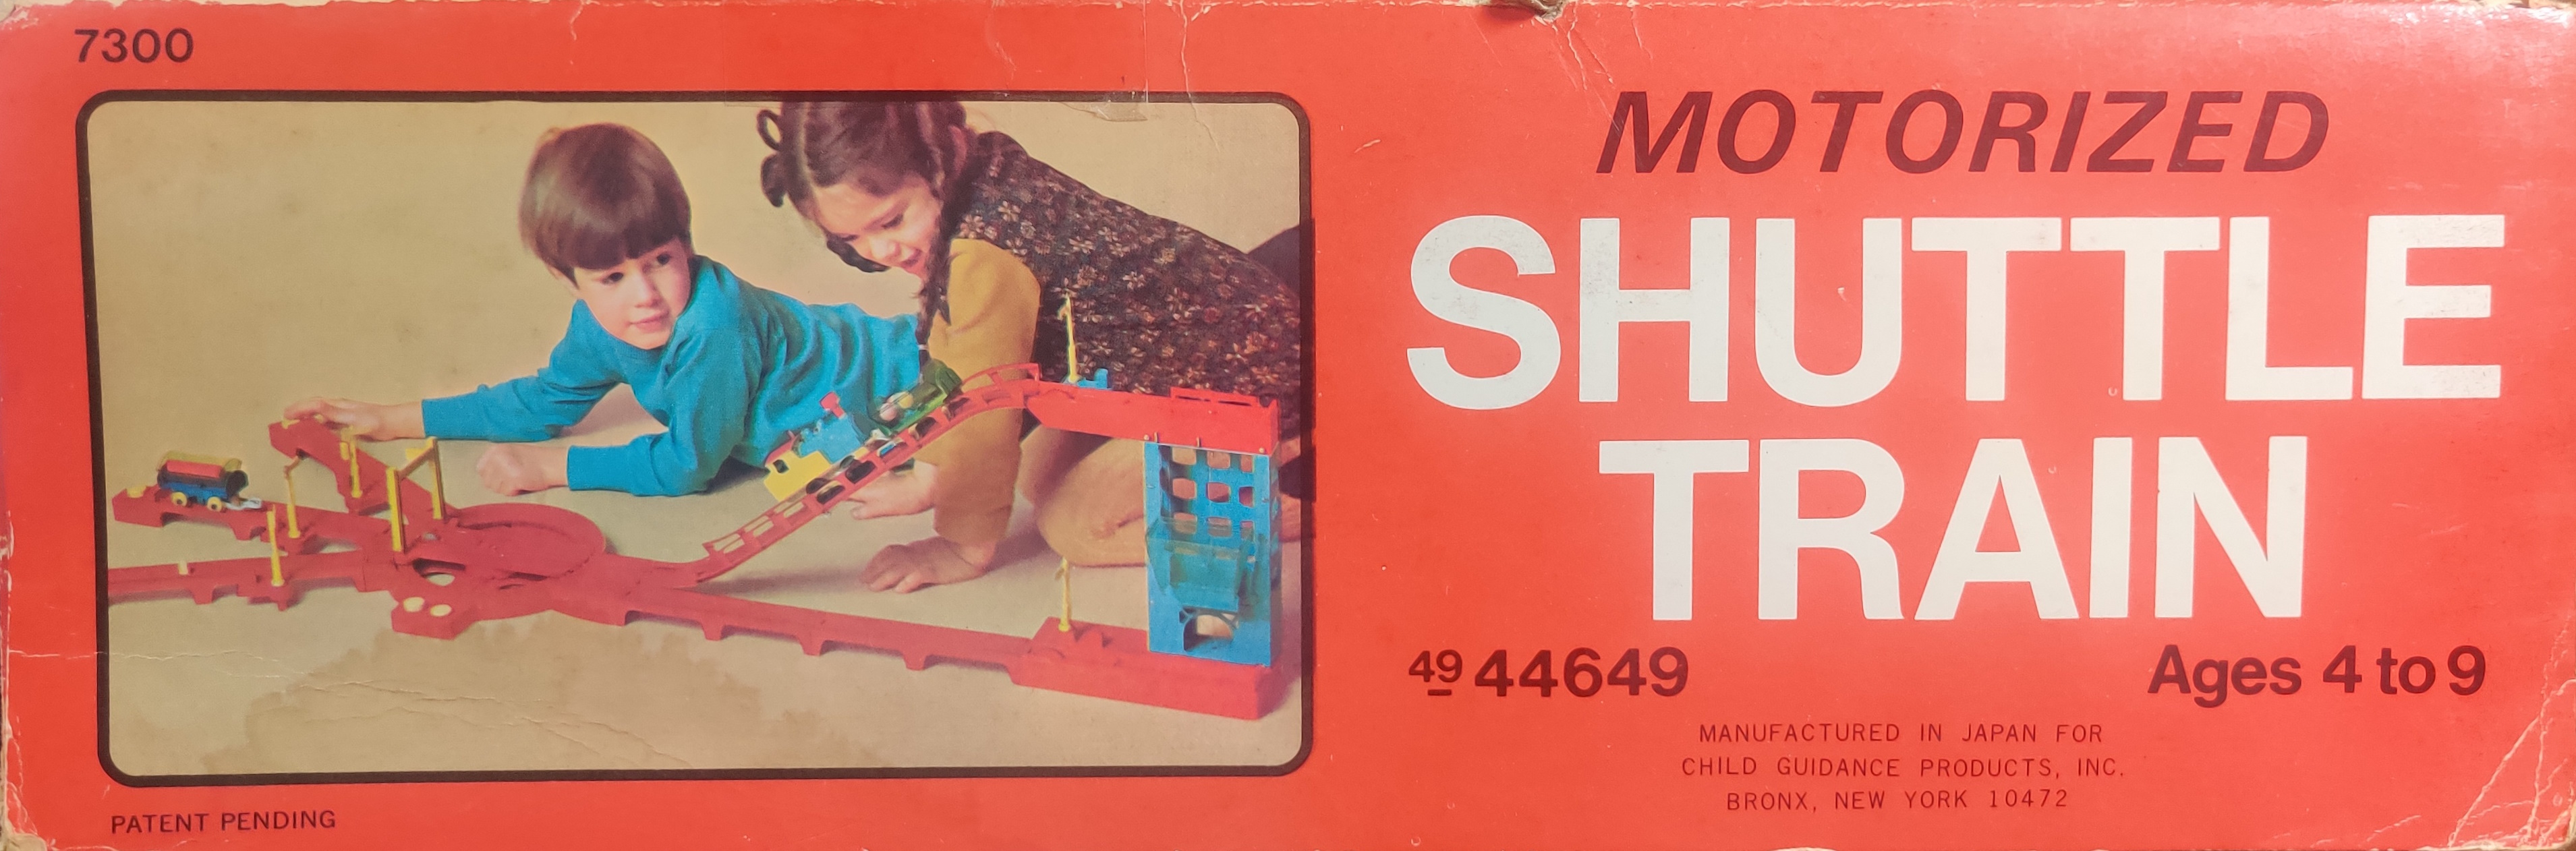 7300
MOTORIZED
SHUTTLE
TRAIN
49 44649
Ages 4 to 9
MANUFACTURED IN JAPAN FOR
CHILD GUIDANCE PRODUCTS, INC.
BRONX, NEW YORK 10472
PATENT PENDING